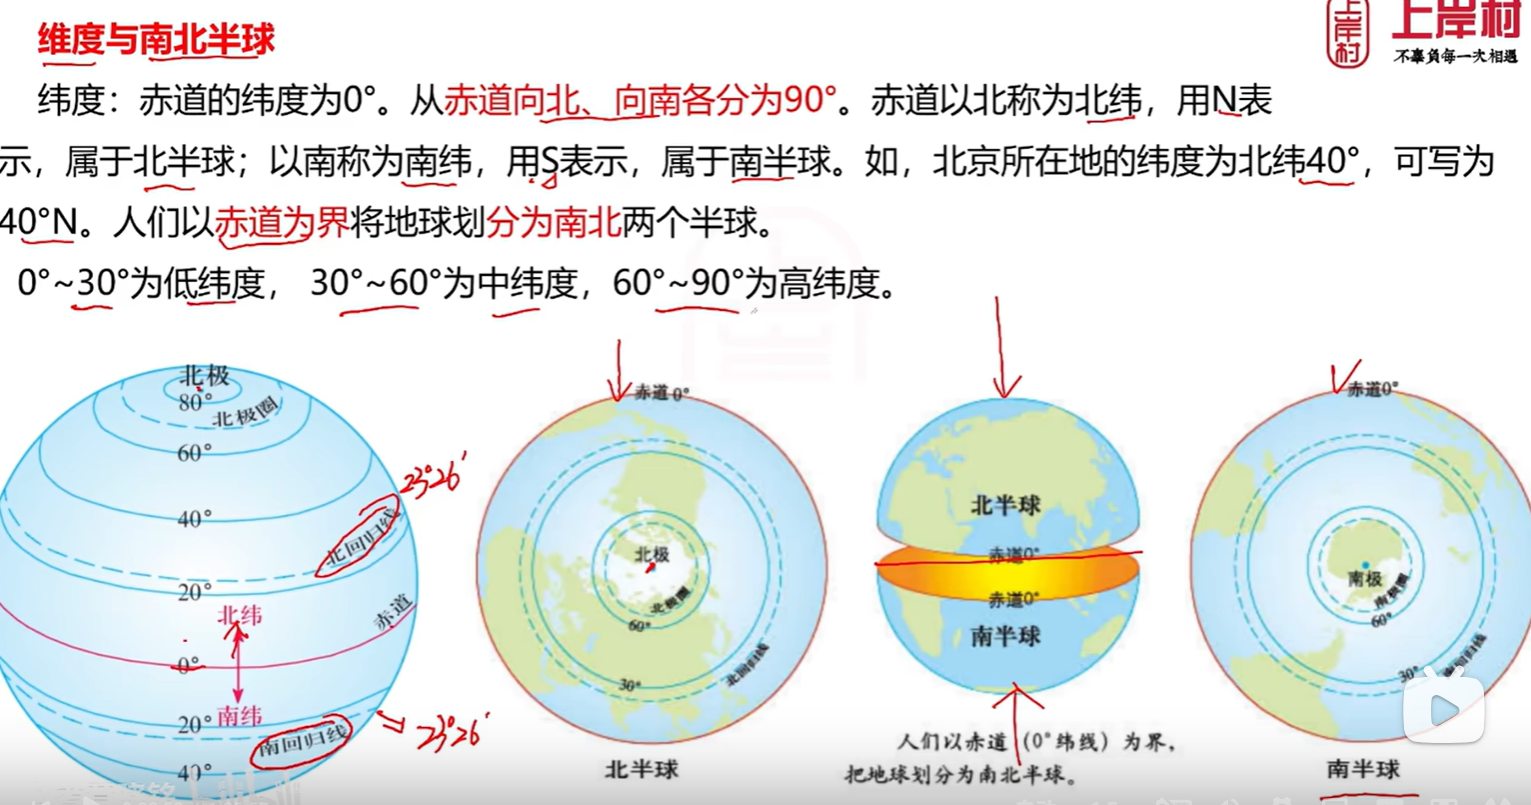 维度与南北半球
上岸村
上岸村
不辜负每一次相遇
纬度：赤道的纬度为0°。从赤道向北、向南各分为90°。赤道以北称为北纬，用N表
示，属于北半球；以南称为南纬，用S表示，属于南半球。如，北京所在地的纬度为北纬40°，可写为
40°N。人们以赤道为界将地球划分为南北两个半球。
0°~30°为低纬度， 30°~60°为中纬度，60°~90°为高纬度。
北极
80°
北极圈
60°
40°
北回归线
23°26′
20°
北纬
赤道
0°
南纬
20°
南回归线
23°26′
40°
赤道0°
北极
北极圈
60°
30°
北回归线
北半球
北半球
赤道0°
赤道0°
南半球
人们以赤道（0°纬线）为界，
把地球划分为南北半球。
赤道0°
南极
南极圈
60°
30°
南回归线
南半球